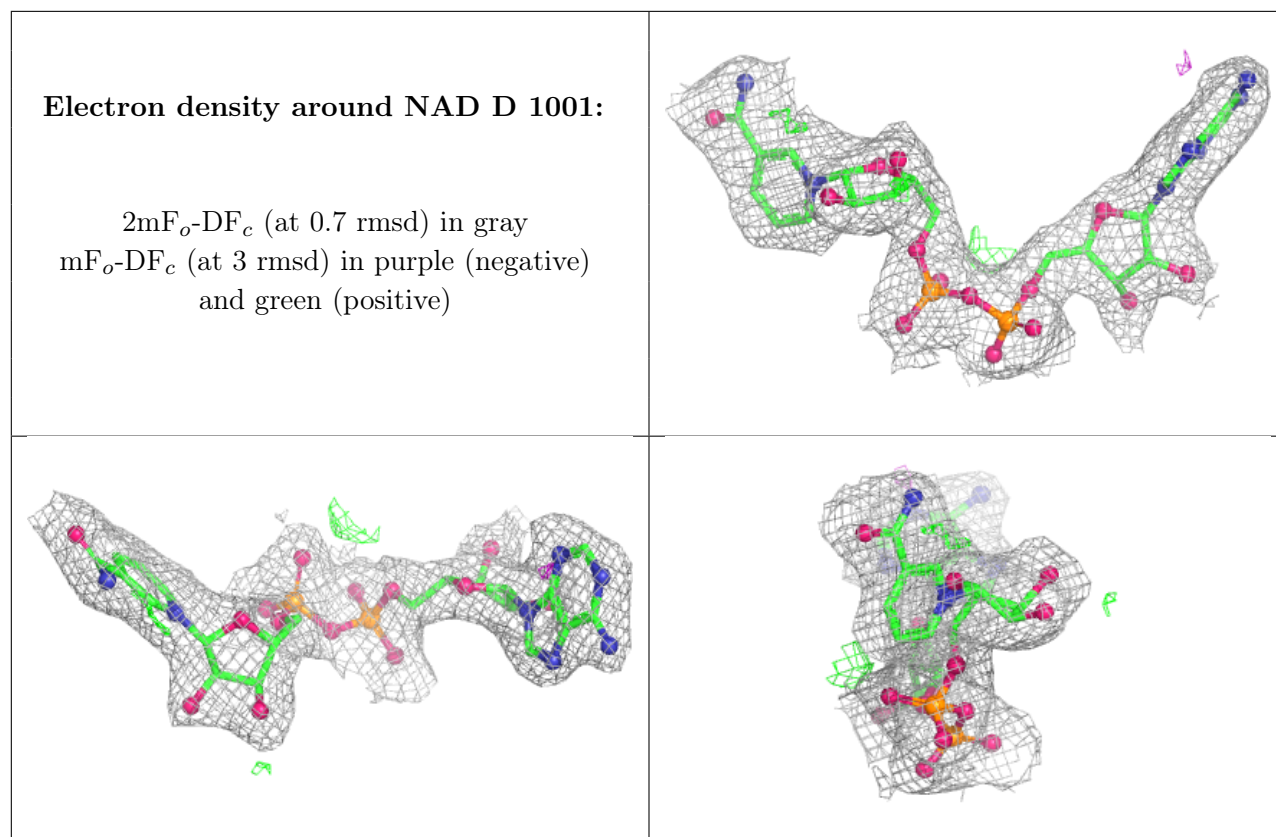 Electron density around NAD D 1001:
2mFₒ-DF𝒸 (at 0.7 rmsd) in gray
mFₒ-DF𝒸 (at 3 rmsd) in purple (negative)
and green (positive)